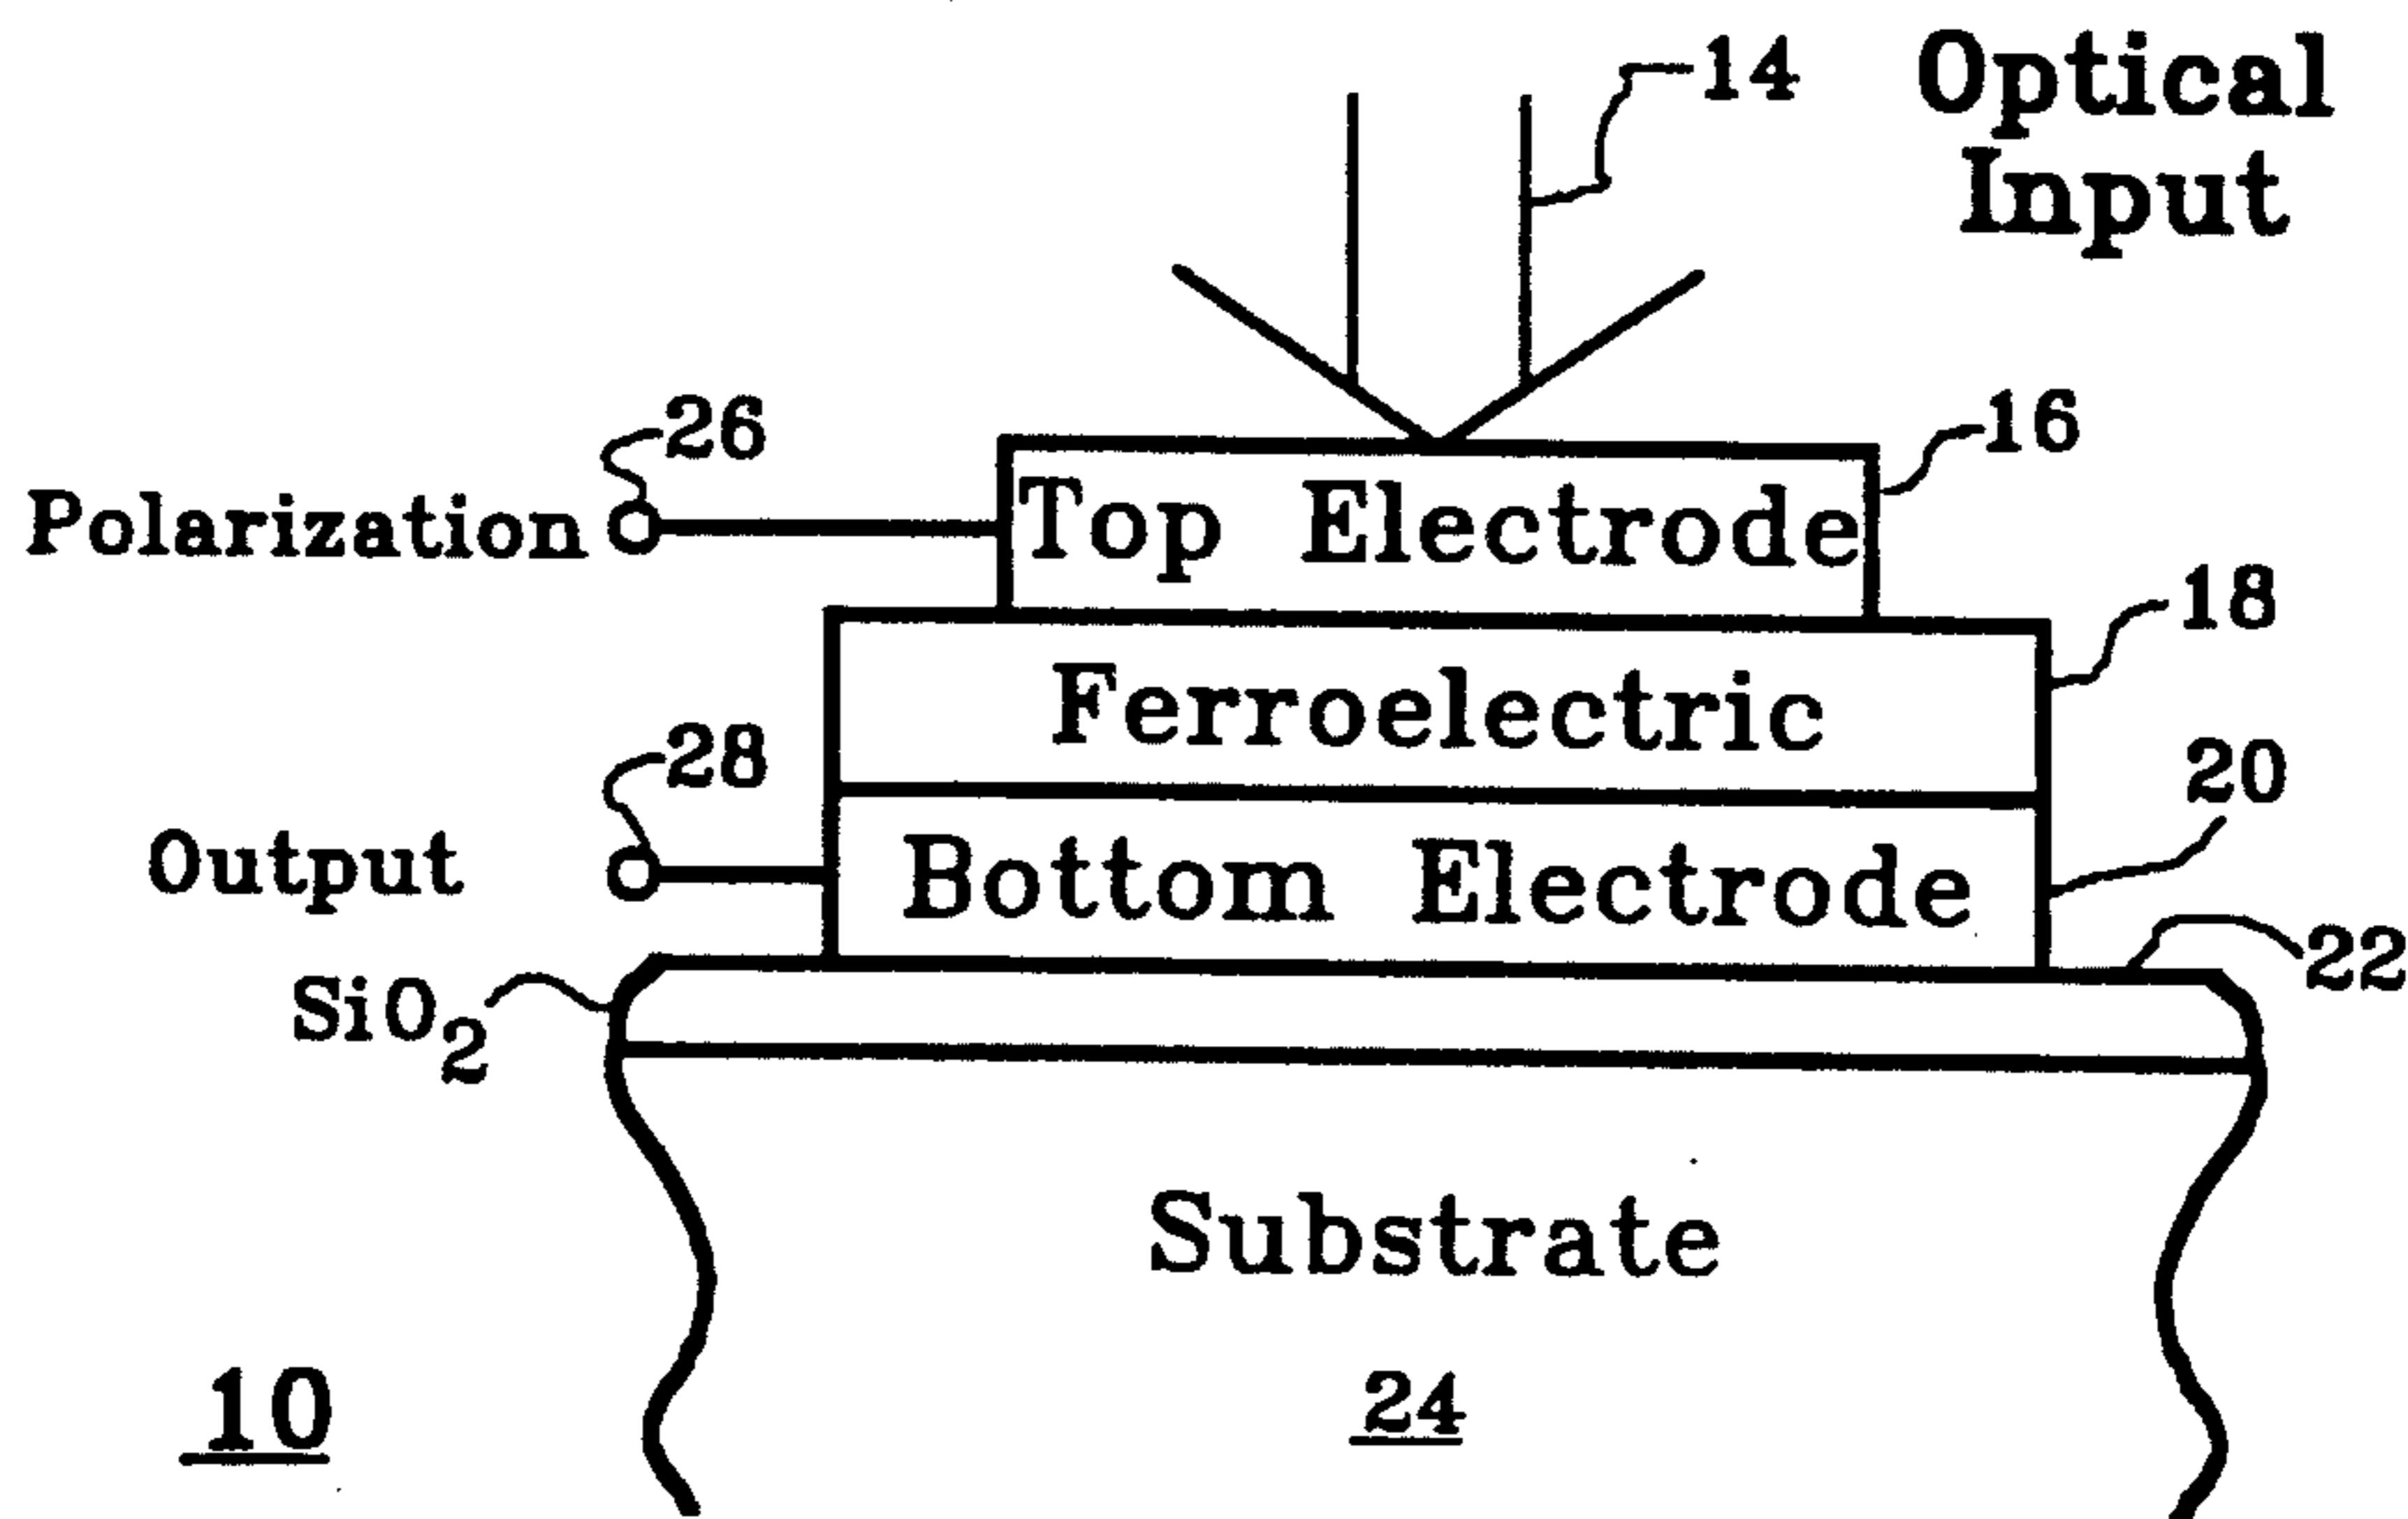 14
Optical
Input
26
16
Polarization
Top Electrode
18
Ferroelectric
28
20
Output
Bottom Electrode
22
SiO2
Substrate
10
24